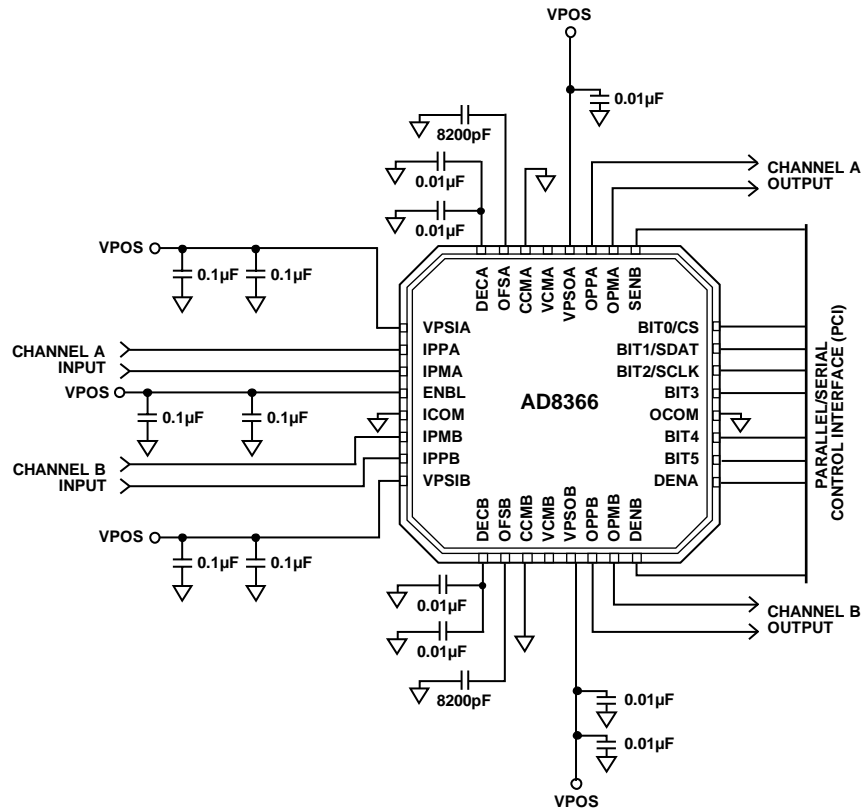 VPOS
0.01µF
8200pF
0.01µF
0.01µF
CHANNEL A
OUTPUT
VPOS
0.1µF
0.1µF
DECA
OFSA
CCMA
VCMA
VPSOA
OPPA
OPMA
SENB
CHANNEL A
INPUT
VPOS
0.1µF
0.1µF
CHANNEL B
INPUT
VPSIA
IPPA
IPMA
ENBL
ICOM
IPMB
IPPB
VPSIB
AD8366
BIT0/CS
BIT1/SDAT
BIT2/SCLK
BIT3
OCOM
BIT4
BIT5
DENA
PARALLEL/SERIAL
CONTROL INTERFACE (PCI)
VPOS
0.1µF
0.1µF
DECB
OFSB
CCMB
VCMB
VPSOB
OPPB
OPMB
DENB
0.01µF
0.01µF
8200pF
CHANNEL B
OUTPUT
0.01µF
0.01µF
VPOS